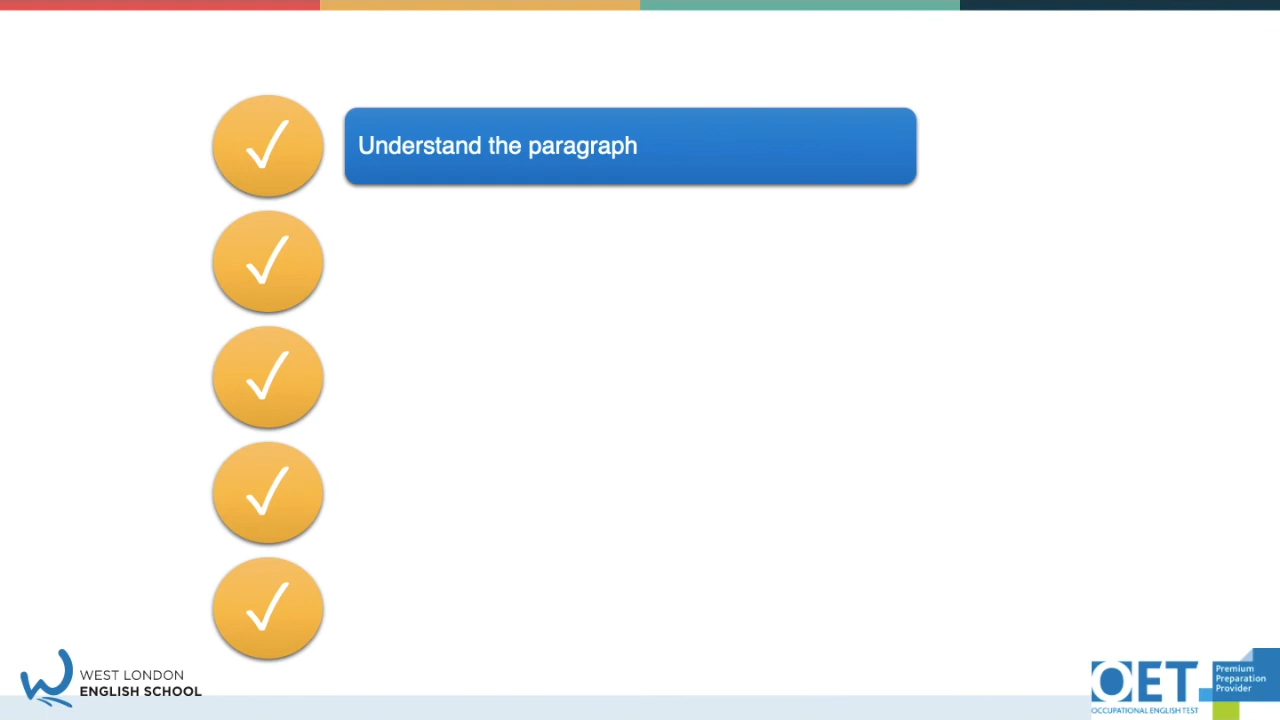 ✓
Understand the paragraph
✓
✓
✓
✓
WEST LONDON
ENGLISH SCHOOL
OET
OCCUPATIONAL ENGLISH TEST
Premium
Preparation
Provider